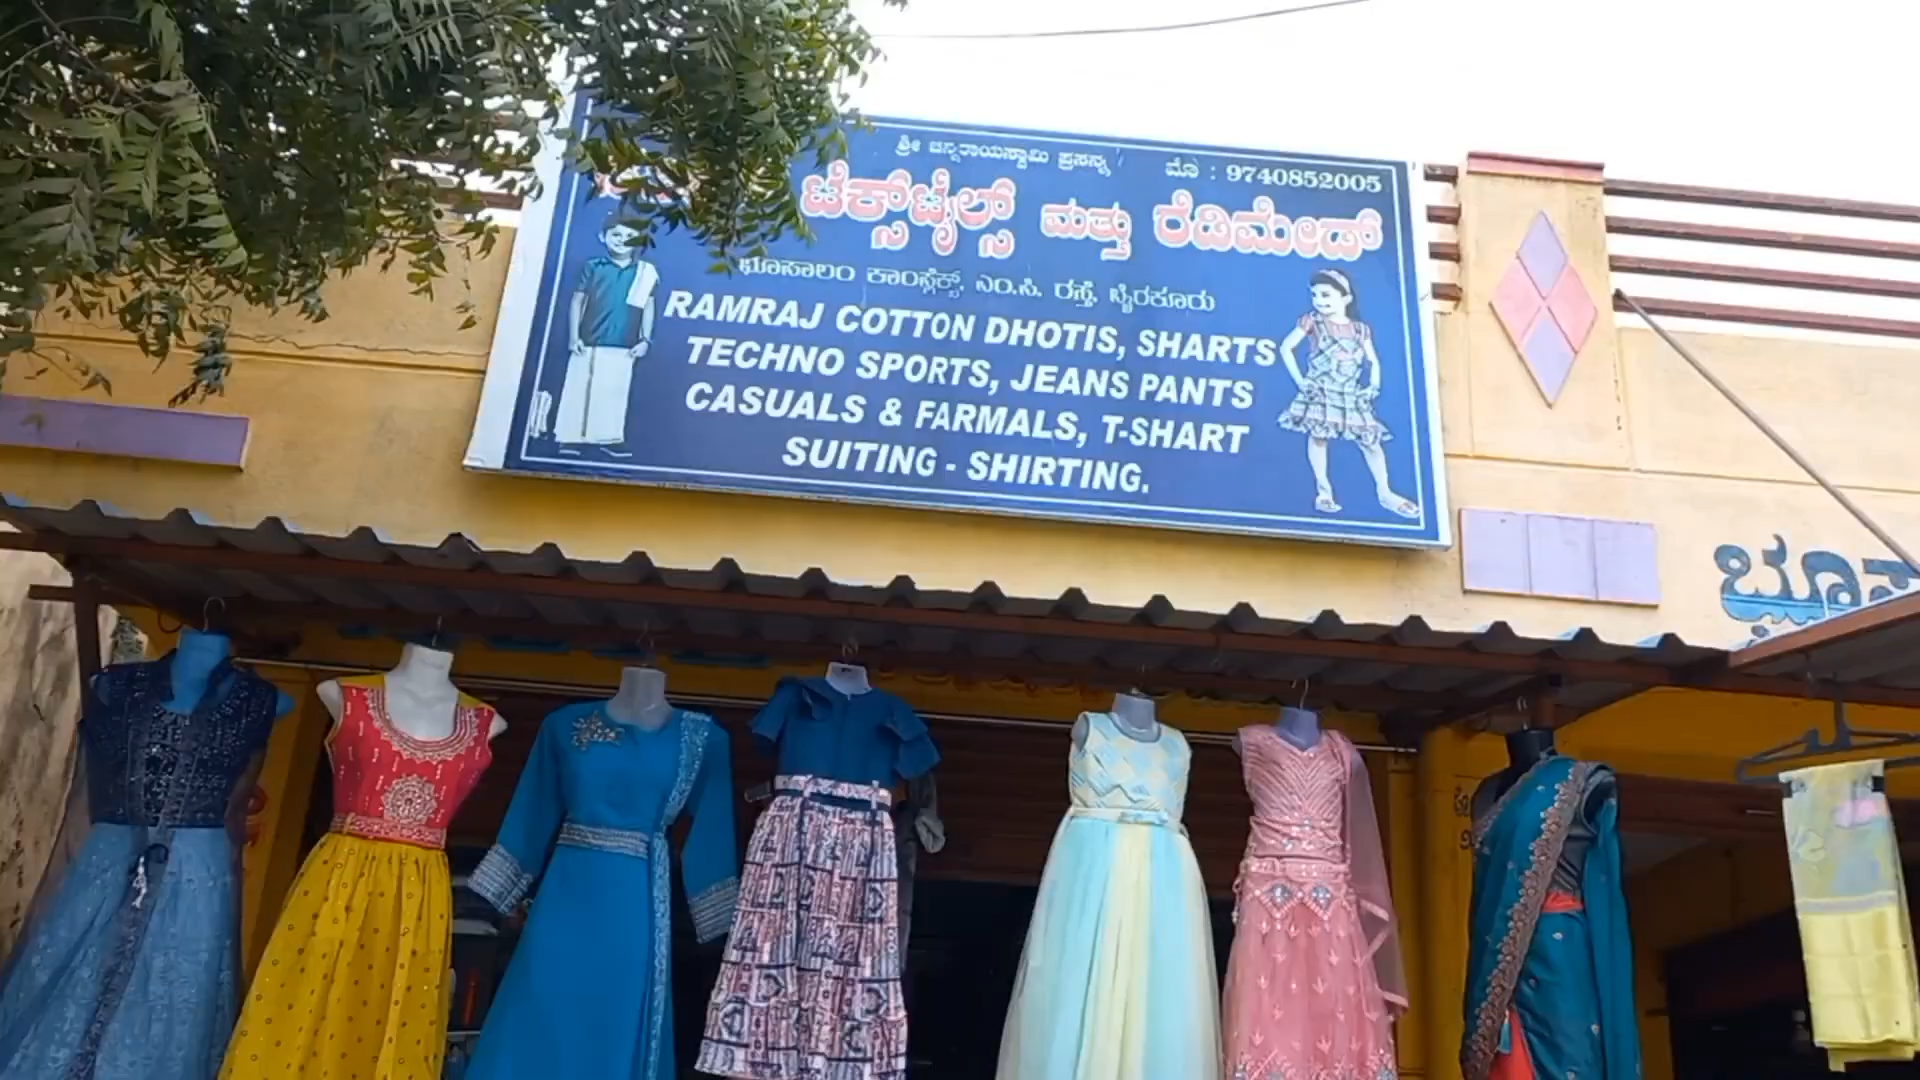 ಶ್ರೀ ಚನ್ನರಾಯಸ್ವಾಮಿ ಪ್ರಸನ್ನ ಮೊ : 9740852005
ಟೆಕ್ಸ್‌ಟೈಲ್ಸ್ ಮತ್ತು ರೆಡಿಮೇಡ್
ಭೂಸಾಲಂ ಕಾಂಪ್ಲೆಕ್ಸ್, ಎಂ.ಸಿ. ರಸ್ತೆ, ಬೈರಕೂರು
RAMRAJ COTTON DHOTIS, SHARTS
TECHNO SPORTS, JEANS PANTS
CASUALS & FARMALS, T-SHART
SUITING - SHIRTING.